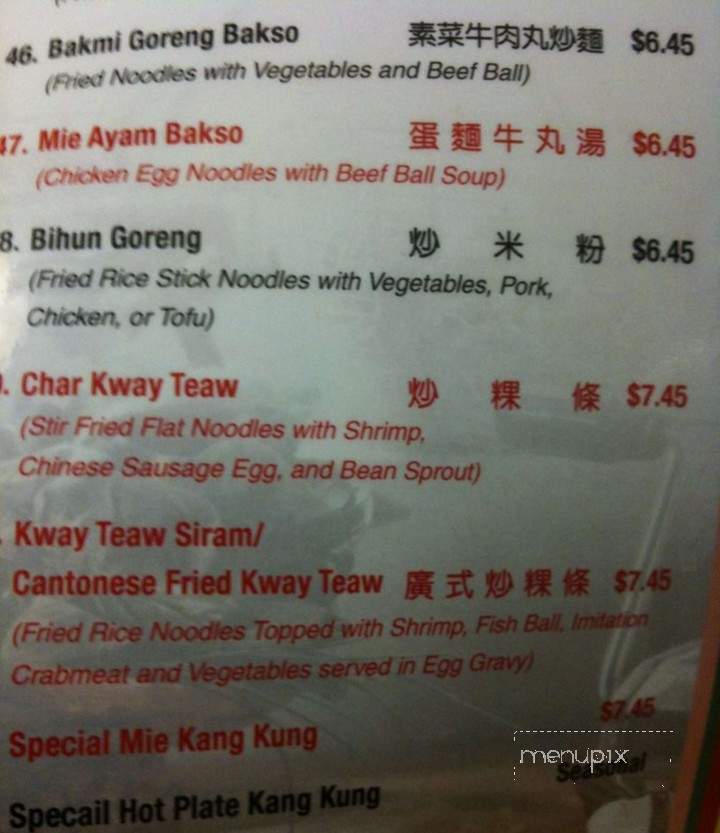 46. Bakmi Goreng Bakso 素菜牛肉丸炒麵 $6.45
(Fried Noodles with Vegetables and Beef Ball)
47. Mie Ayam Bakso 蛋麵牛丸湯 $6.45
(Chicken Egg Noodles with Beef Ball Soup)
8. Bihun Goreng 炒米粉 $6.45
(Fried Rice Stick Noodles with Vegetables, Pork,
Chicken, or Tofu)
. Char Kway Teaw 炒粿條 $7.45
(Stir Fried Flat Noodles with Shrimp,
Chinese Sausage Egg, and Bean Sprout)
Kway Teaw Siram/
Cantonese Fried Kway Teaw 廣式炒粿條 $7.45
(Fried Rice Noodles Topped with Shrimp, Fish Ball, Imitation
Crabmeat and Vegetables served in Egg Gravy)
$7.45
Special Mie Kang Kung
menupix
Seasonal
Specail Hot Plate Kang Kung